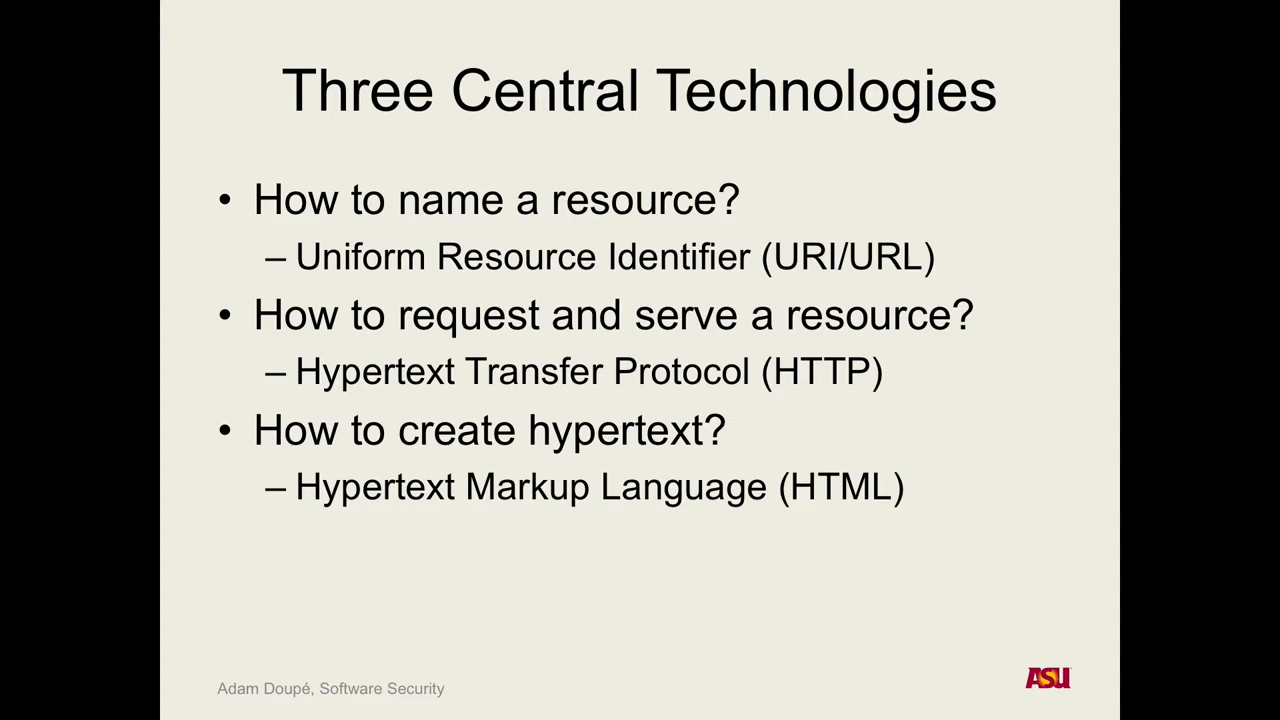 Three Central Technologies
• How to name a resource?
– Uniform Resource Identifier (URI/URL)
• How to request and serve a resource?
– Hypertext Transfer Protocol (HTTP)
• How to create hypertext?
– Hypertext Markup Language (HTML)
Adam Doupé, Software Security
ASU